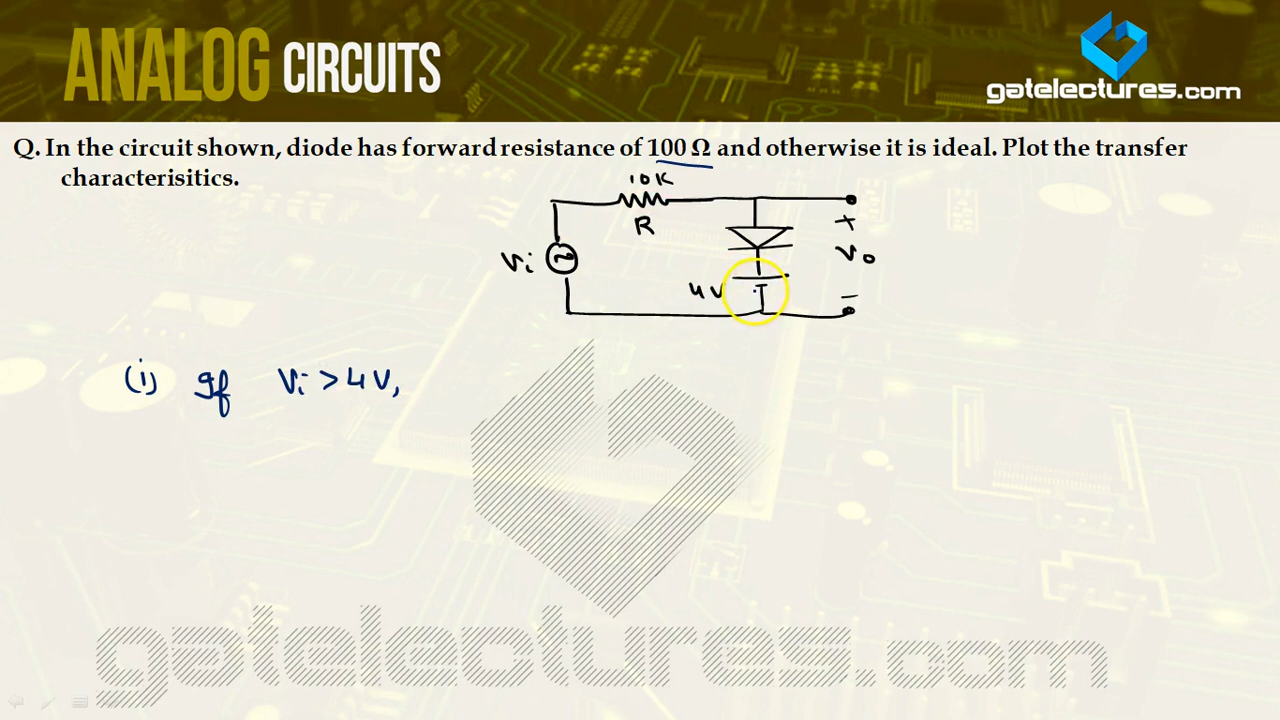 ANALOG CIRCUITS
gatelectures.com
Q. In the circuit shown, diode has forward resistance of 100 Ω and otherwise it is ideal. Plot the transfer
characterisitics.
10K
R
Vi
4V
+
Vo
−
(i) If Vi > 4V,
gatelectures.com